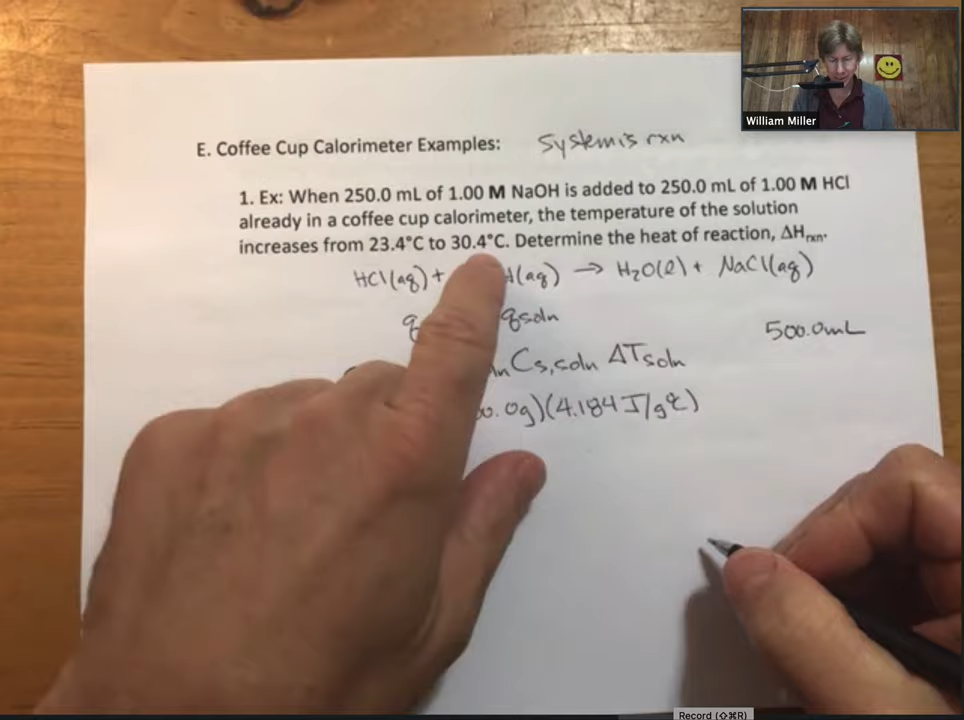 William Miller
E. Coffee Cup Calorimeter Examples: System is rxn
1. Ex: When 250.0 mL of 1.00 M NaOH is added to 250.0 mL of 1.00 M HCl
already in a coffee cup calorimeter, the temperature of the solution
increases from 23.4°C to 30.4°C. Determine the heat of reaction, ΔHrxn.
HCl(aq) + (aq) → H₂O(l) + NaCl(aq)
q qsoln
500.0mL
Cs,soln ΔTsoln
0g)(4.184 J/g℃)
Record (⇧⌘R)